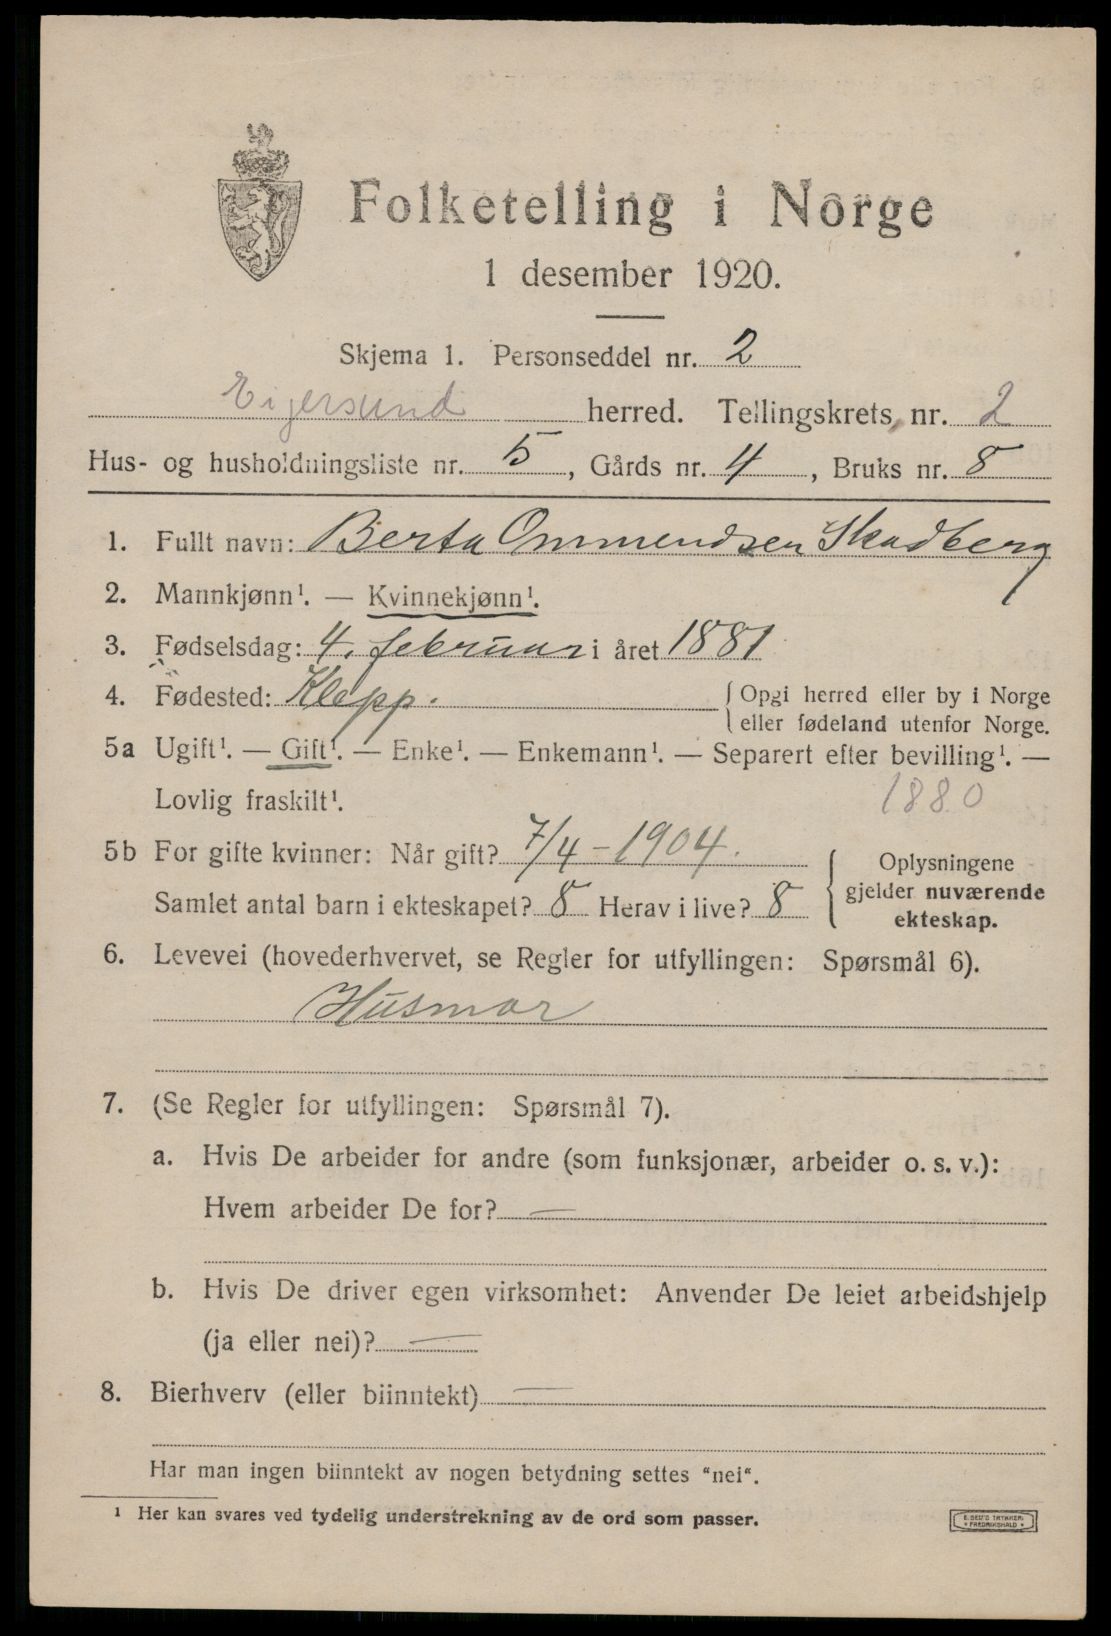 Folketelling i Norge
1 desember 1920.
Skjema 1. Personseddel nr. 2
Eigersund herred. Tellingskrets nr. 2
Hus- og husholdningsliste nr. 5, Gårds nr. 4, Bruks nr. 8
1. Fullt navn: Berta Ommundsen Skadberg
2. Mannkjønn¹. — Kvinnekjønn¹.
3. Fødselsdag: 4. februar i året 1881
4. Fødested: Klepp. { Opgi herred eller by i Norge
eller fødeland utenfor Norge.
5a Ugift¹. — Gift¹. — Enke¹. — Enkemann¹. — Separert efter bevilling¹. —
Lovlig fraskilt¹. 1880
5b For gifte kvinner: Når gift? 7/4 - 1904. { Oplysningene
gjelder nuværende
Samlet antal barn i ekteskapet? 8 Herav i live? 8 ekteskap.
6. Levevei (hovederhvervet, se Regler for utfyllingen: Spørsmål 6).
Husmor
7. (Se Regler for utfyllingen: Spørsmål 7).
a. Hvis De arbeider for andre (som funksjonær, arbeider o. s. v.):
Hvem arbeider De for? —
b. Hvis De driver egen virksomhet: Anvender De leiet arbeidshjelp
(ja eller nei)? —
8. Bierhverv (eller biinntekt) —
Har man ingen biinntekt av nogen betydning settes "nei".
¹ Her kan svares ved tydelig understrekning av de ord som passer.
E. SEM'S TRYKKERI
FREDRIKSHALD